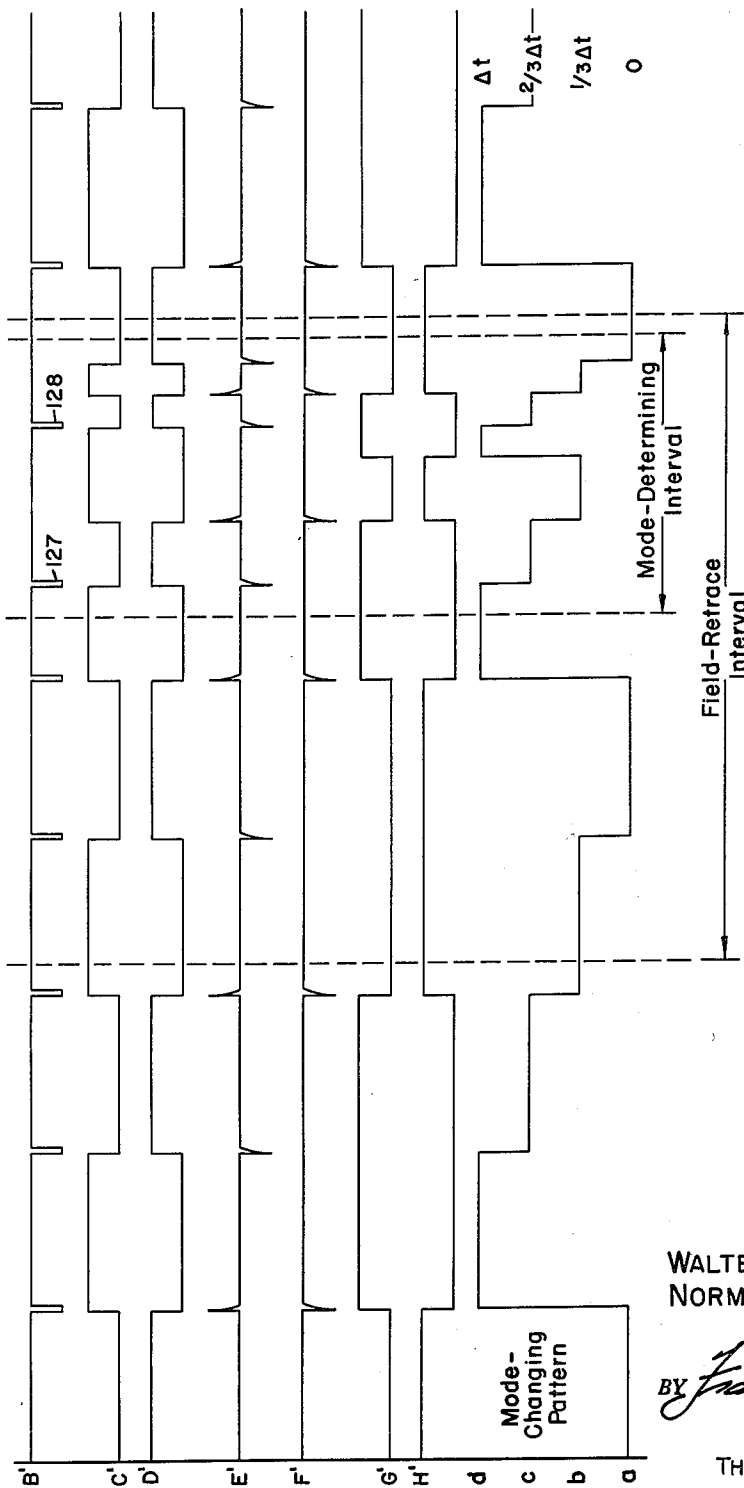 B'
C'
D'
E'
F'
G'
H'
d
c
b
a
Mode-
Changing
Pattern
127
128
Mode-Determining
Interval
Field-Retrace
Interval
Δt
2/3Δt
1/3Δt
0
WALTE
NORM
BY
TH